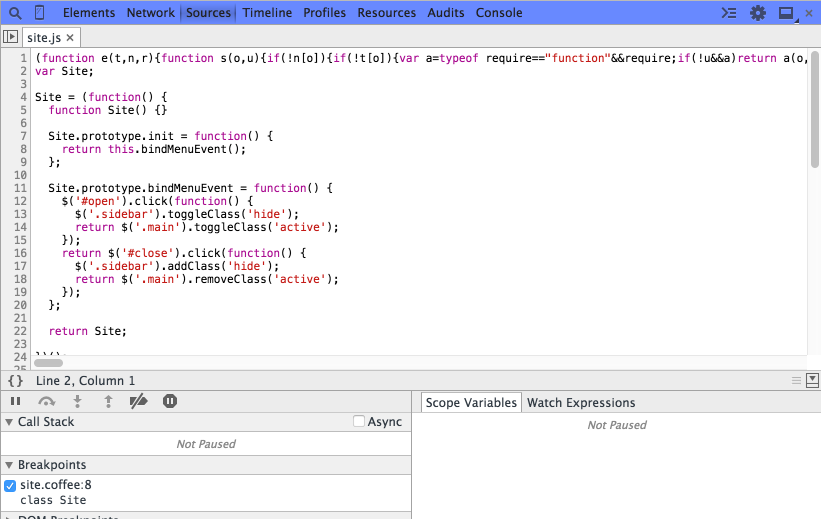 Elements Network Sources Timeline Profiles Resources Audits Console
site.js ×
1 (function e(t,n,r){function s(o,u){if(!n[o]){if(!t[o]){var a=typeof require=="function"&&require;if(!u&&a)return a(o,
2 var Site;
3
4 Site = (function() {
5 function Site() {}
6
7 Site.prototype.init = function() {
8 return this.bindMenuEvent();
9 };
10
11 Site.prototype.bindMenuEvent = function() {
12 $('#open').click(function() {
13 $('.sidebar').toggleClass('hide');
14 return $('.main').toggleClass('active');
15 });
16 return $('#close').click(function() {
17 $('.sidebar').addClass('hide');
18 return $('.main').removeClass('active');
19 });
20 };
21
22 return Site;
23
24 })();
25
{} Line 2, Column 1
Call Stack Async
Not Paused
Breakpoints
site.coffee:8
class Site
DOM Breakpoints
Scope Variables Watch Expressions
Not Paused